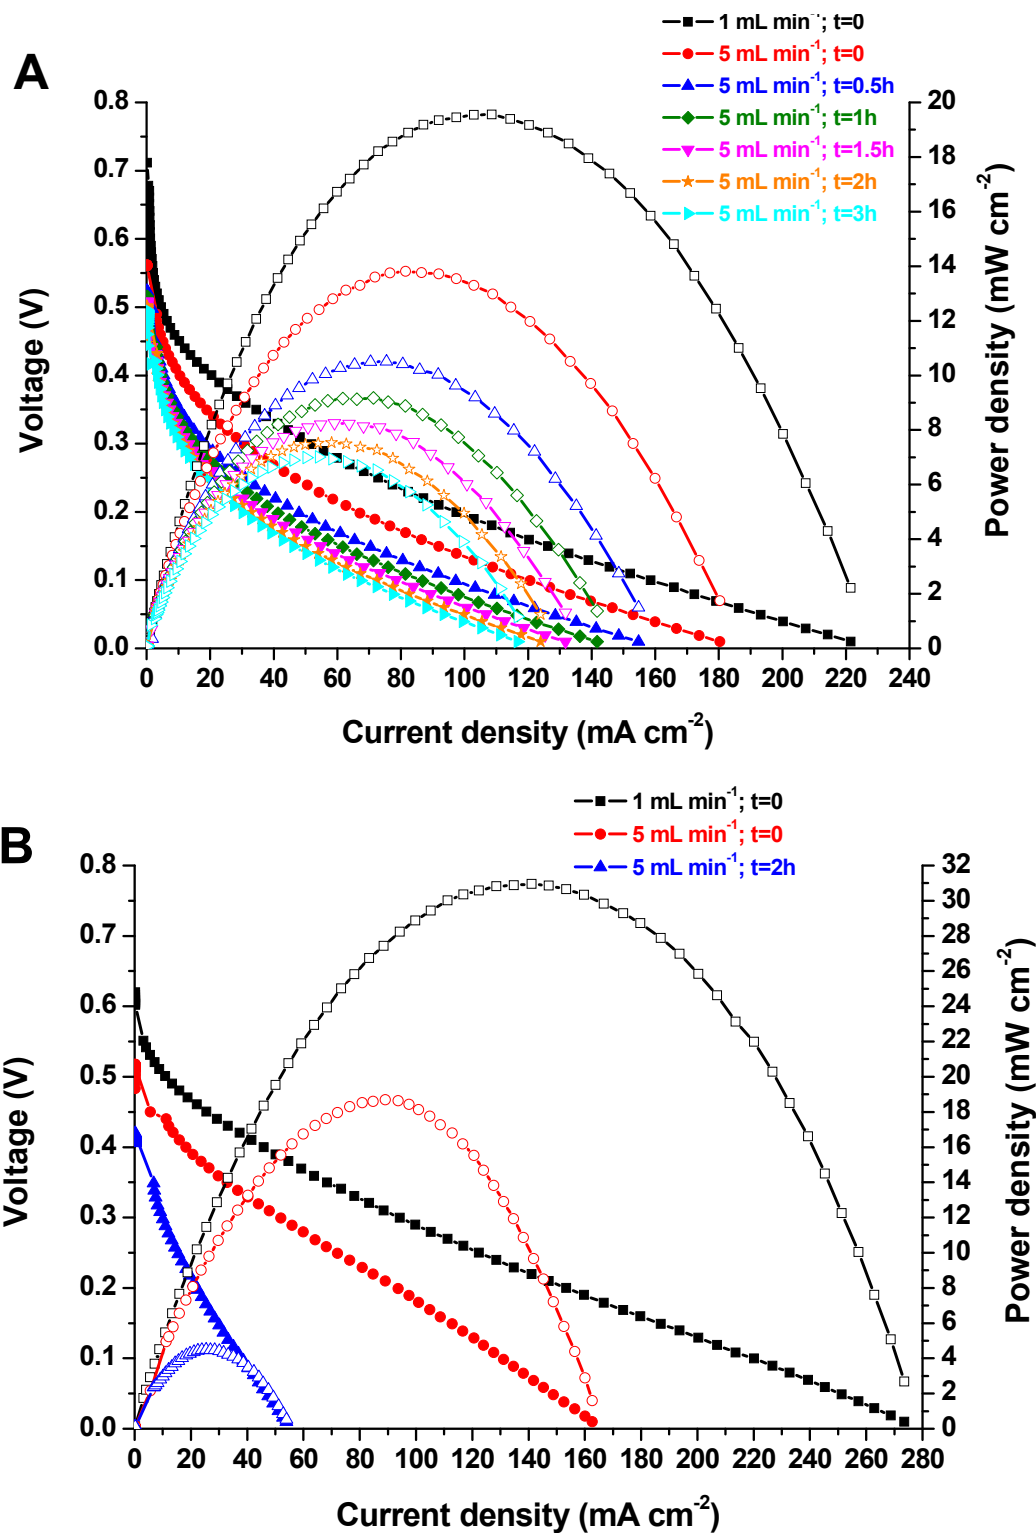 A
1 mL min-1; t=0
5 mL min-1; t=0
5 mL min-1; t=0.5h
5 mL min-1; t=1h
5 mL min-1; t=1.5h
5 mL min-1; t=2h
5 mL min-1; t=3h
Voltage (V)
0.8
0.7
0.6
0.5
0.4
0.3
0.2
0.1
0.0
20
18
16
14
12
10
8
6
4
2
0
Power density (mW cm-2)
0 20 40 60 80 100 120 140 160 180 200 220 240
Current density (mA cm-2)
B
1 mL min-1; t=0
5 mL min-1; t=0
5 mL min-1; t=2h
Voltage (V)
0.8
0.7
0.6
0.5
0.4
0.3
0.2
0.1
0.0
32
30
28
26
24
22
20
18
16
14
12
10
8
6
4
2
0
Power density (mW cm-2)
0 20 40 60 80 100 120 140 160 180 200 220 240 260 280
Current density (mA cm-2)